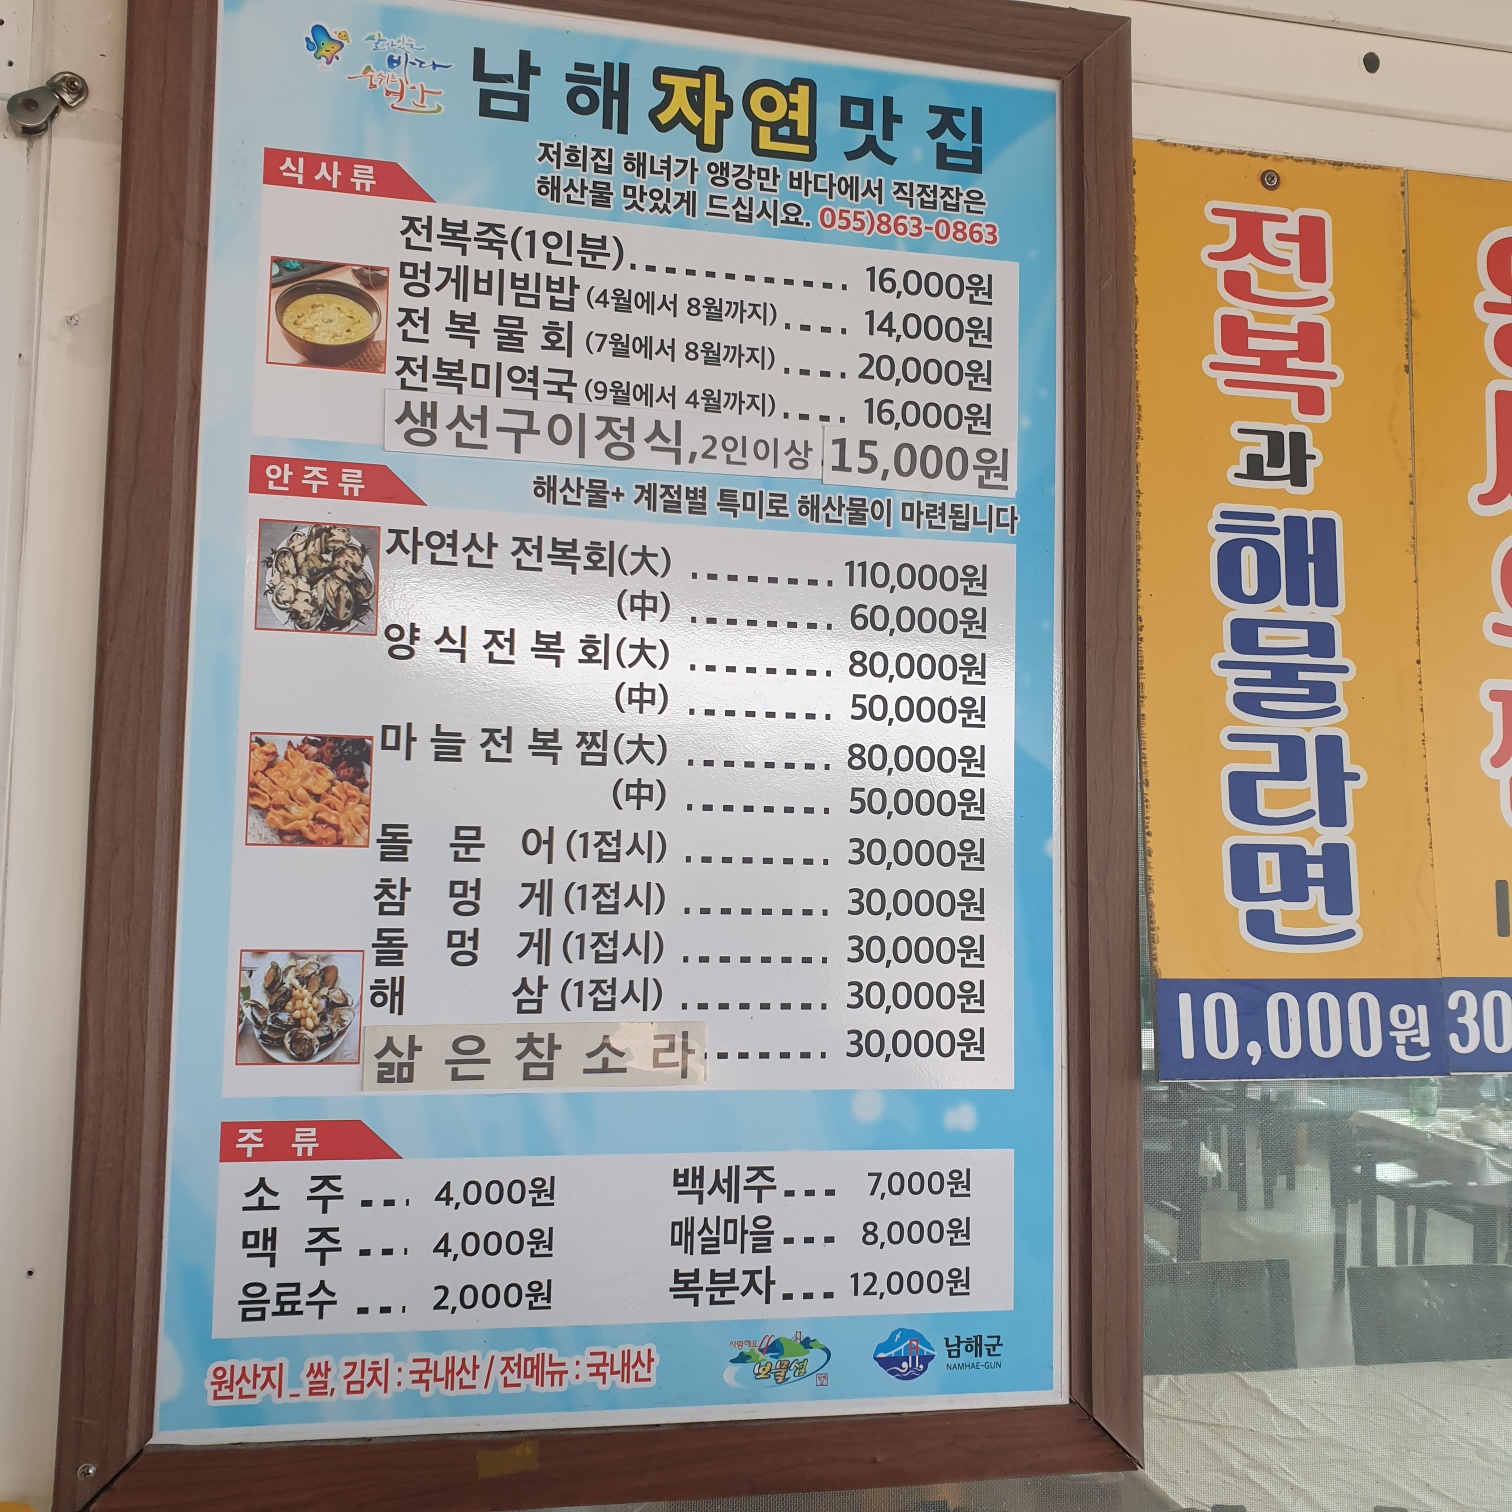 남해자연맛집
저희집 해녀가 앵강만 바다에서 직접잡은
해산물 맛있게 드십시요. 055)863-0863
식사류
전복죽(1인분) 16,000원
멍게비빔밥 (4월에서 8월까지) 14,000원
전복물회 (7월에서 8월까지) 20,000원
전복미역국 (9월에서 4월까지) 16,000원
생선구이정식,2인이상 15,000원
안주류
해산물+ 계절별 특미로 해산물이 마련됩니다
자연산 전복회(大) 110,000원
(中) 60,000원
양식전복회(大) 80,000원
(中) 50,000원
마늘전복찜(大) 80,000원
(中) 50,000원
돌문어(1접시) 30,000원
참멍게(1접시) 30,000원
돌멍게(1접시) 30,000원
해삼(1접시) 30,000원
삶은참소라 30,000원
주류
소주 4,000원
맥주 4,000원
음료수 2,000원
백세주 7,000원
매실마을 8,000원
복분자 12,000원
원산지_쌀,김치:국내산/전메뉴:국내산
사랑해요
보물섬
남해군
NAMHAE-GUN
전복과해물라면
10,000원
30